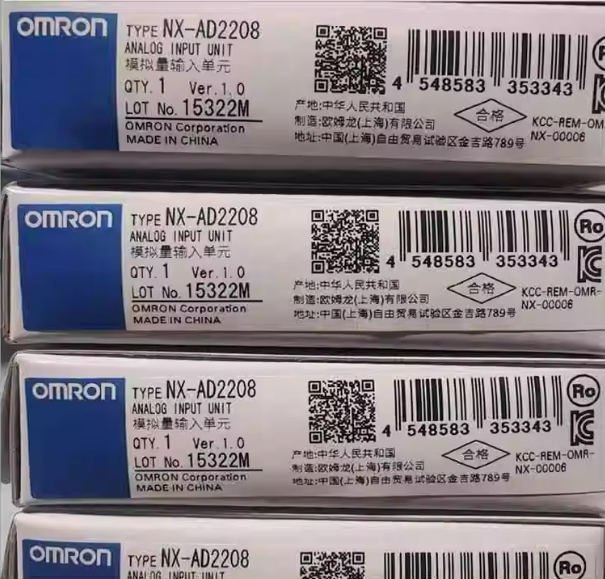 OMRON
TYPE NX-AD2208
ANALOG INPUT UNIT
模拟量输入单元
QTY. 1 Ver.1.0
LOT No. 15322M
OMRON Corporation
MADE IN CHINA
4 548583 353343
产地:中华人民共和国
制造:欧姆龙(上海)有限公司
地址:中国(上海)自由贸易试验区金吉路789号
合格
KCC-REM-OM
NX-00006
OMRON
TYPE NX-AD2208
ANALOG INPUT UNIT
模拟量输入单元
QTY. 1 Ver.1.0
LOT No. 15322M
OMRON Corporation
MADE IN CHINA
4 548583 353343
产地:中华人民共和国
制造:欧姆龙(上海)有限公司
地址:中国(上海)自由贸易试验区金吉路789号
合格
Ro
KCC-REM-OMR-
NX-00006
OMRON
TYPE NX-AD2208
ANALOG INPUT UNIT
模拟量输入单元
QTY. 1 Ver.1.0
LOT No. 15322M
OMRON Corporation
MADE IN CHINA
4 548583 353343
产地:中华人民共和国
制造:欧姆龙(上海)有限公司
地址:中国(上海)自由贸易试验区金吉路789号
合格
Ro
KCC-REM-OMR-
NX-00006
OMRON
TYPE NX-AD2208
ANALOG INPUT UNIT
Ro